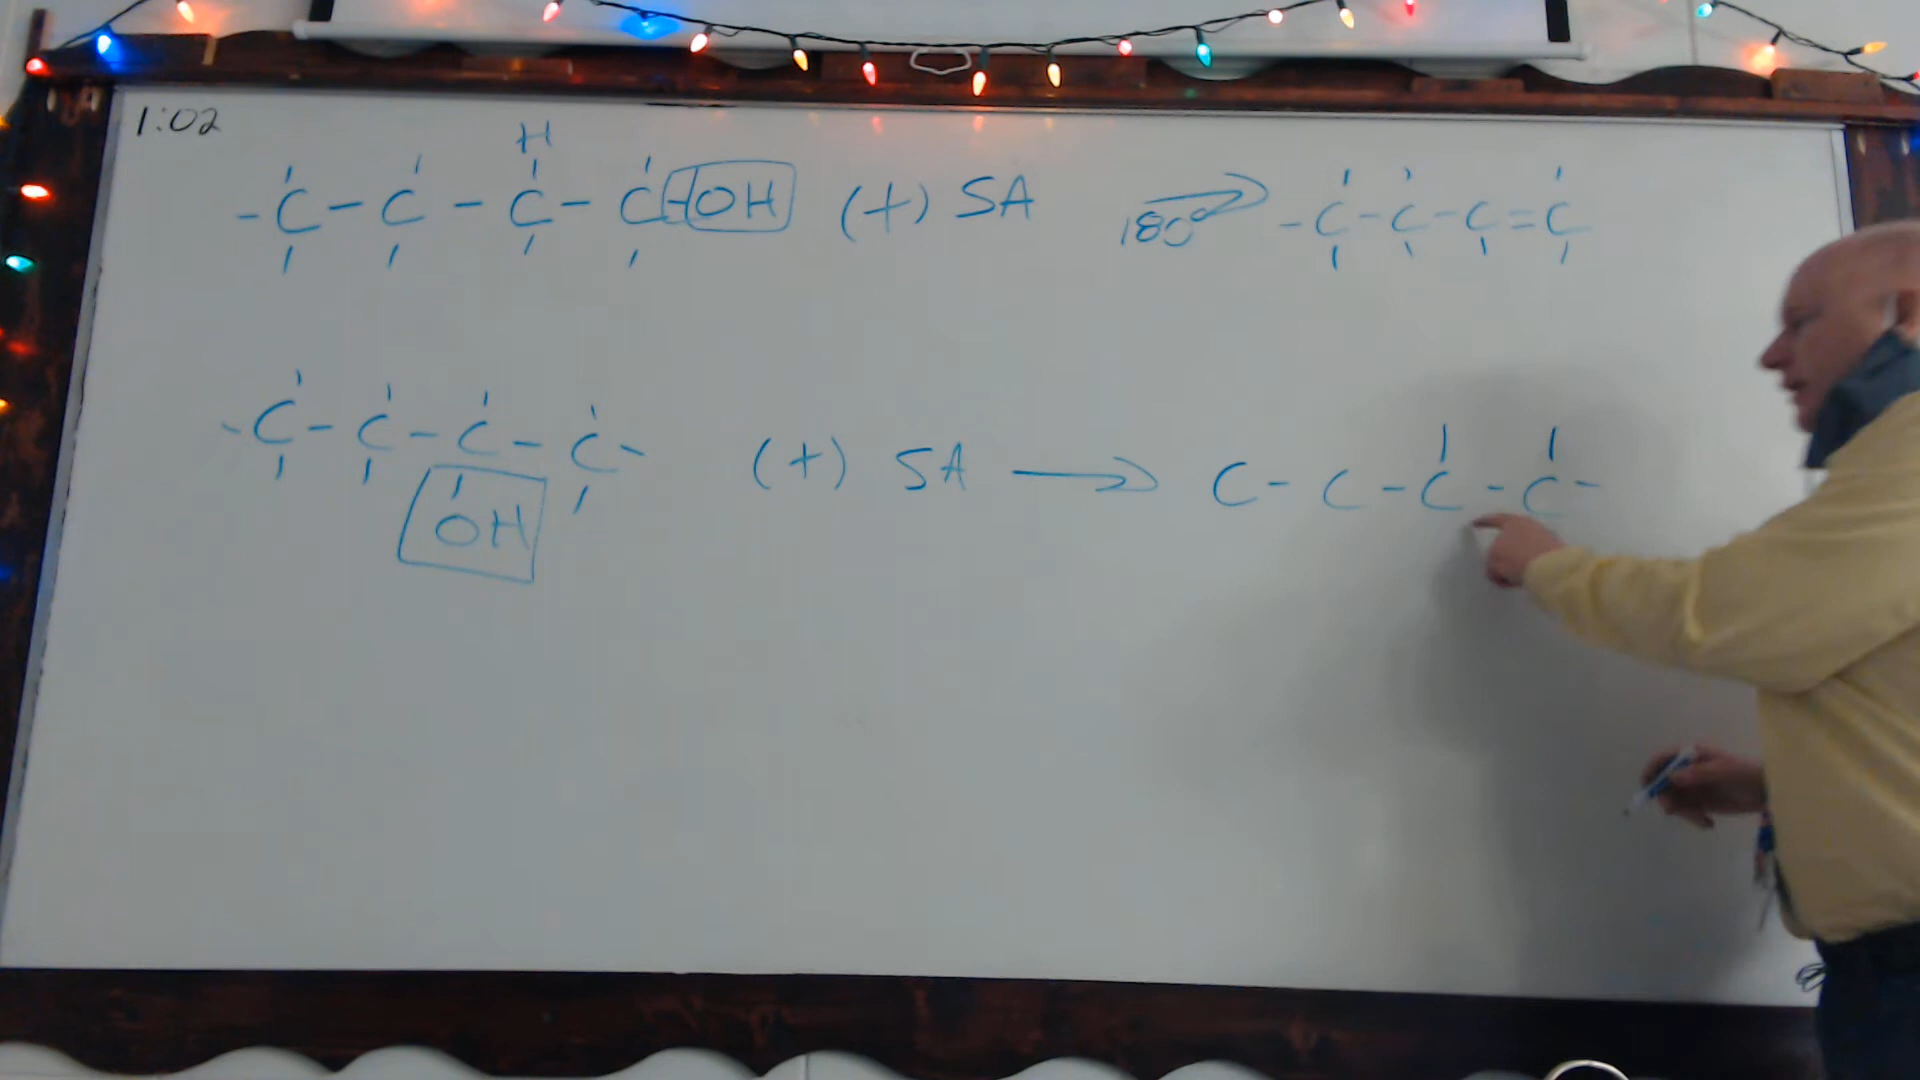 1:02
H
-C-C-C-C-OH (+) SA 180° -C-C-C=C
-C-C-C-C- (+) SA → C-C-C-C-
OH